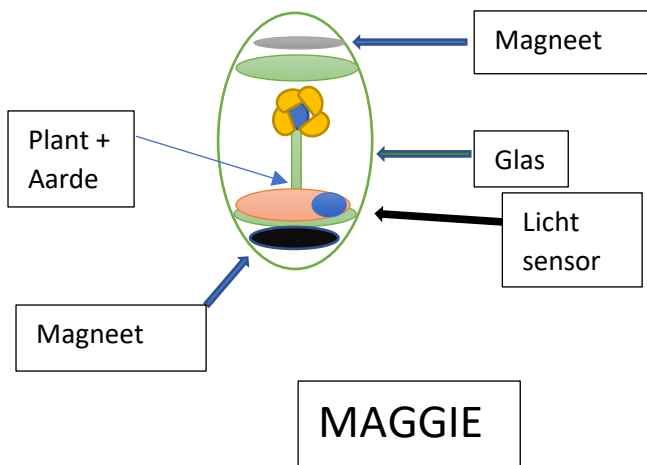 Magneet
Plant +
Aarde
Glas
Licht
sensor
Magneet
MAGGIE